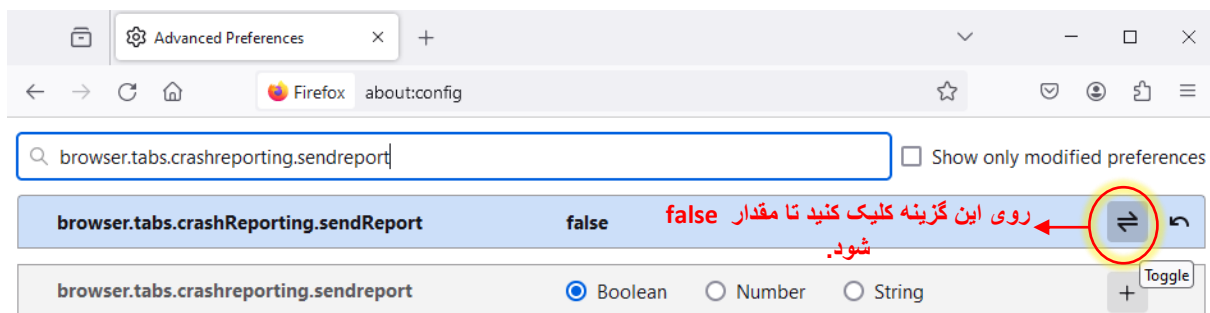 Advanced Preferences
Firefox about:config
browser.tabs.crashreporting.sendreport Show only modified preferences
browser.tabs.crashReporting.sendReport false روی این گزینه کلیک کنید تا مقدار false
شود.
Toggle
browser.tabs.crashreporting.sendreport Boolean Number String